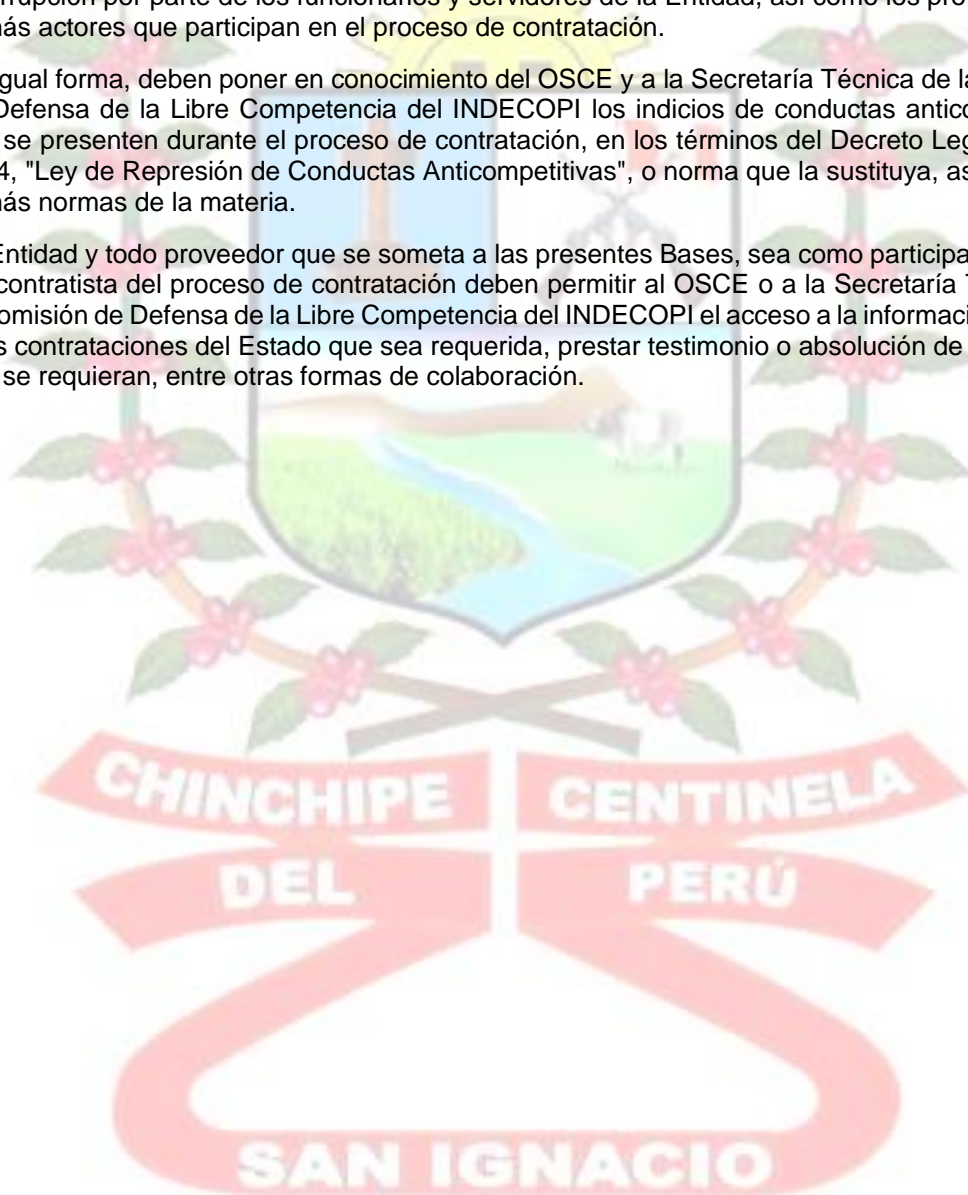 rrupción por parte de los funcionarios y servidores de la Entidad, así como los pro
nás actores que participan en el proceso de contratación.
gual forma, deben poner en conocimiento del OSCE y a la Secretaría Técnica de la
Defensa de la Libre Competencia del INDECOPI los indicios de conductas antico
se presenten durante el proceso de contratación, en los términos del Decreto Leg
4, "Ley de Represión de Conductas Anticompetitivas", o norma que la sustituya, as
nás normas de la materia.
Entidad y todo proveedor que se someta a las presentes Bases, sea como participa
contratista del proceso de contratación deben permitir al OSCE o a la Secretaría T
omisión de Defensa de la Libre Competencia del INDECOPI el acceso a la informaci
s contrataciones del Estado que sea requerida, prestar testimonio o absolución de
se requieran, entre otras formas de colaboración.
CHINCHIPE CENTINELA
DEL PERÚ
SAN IGNACIO